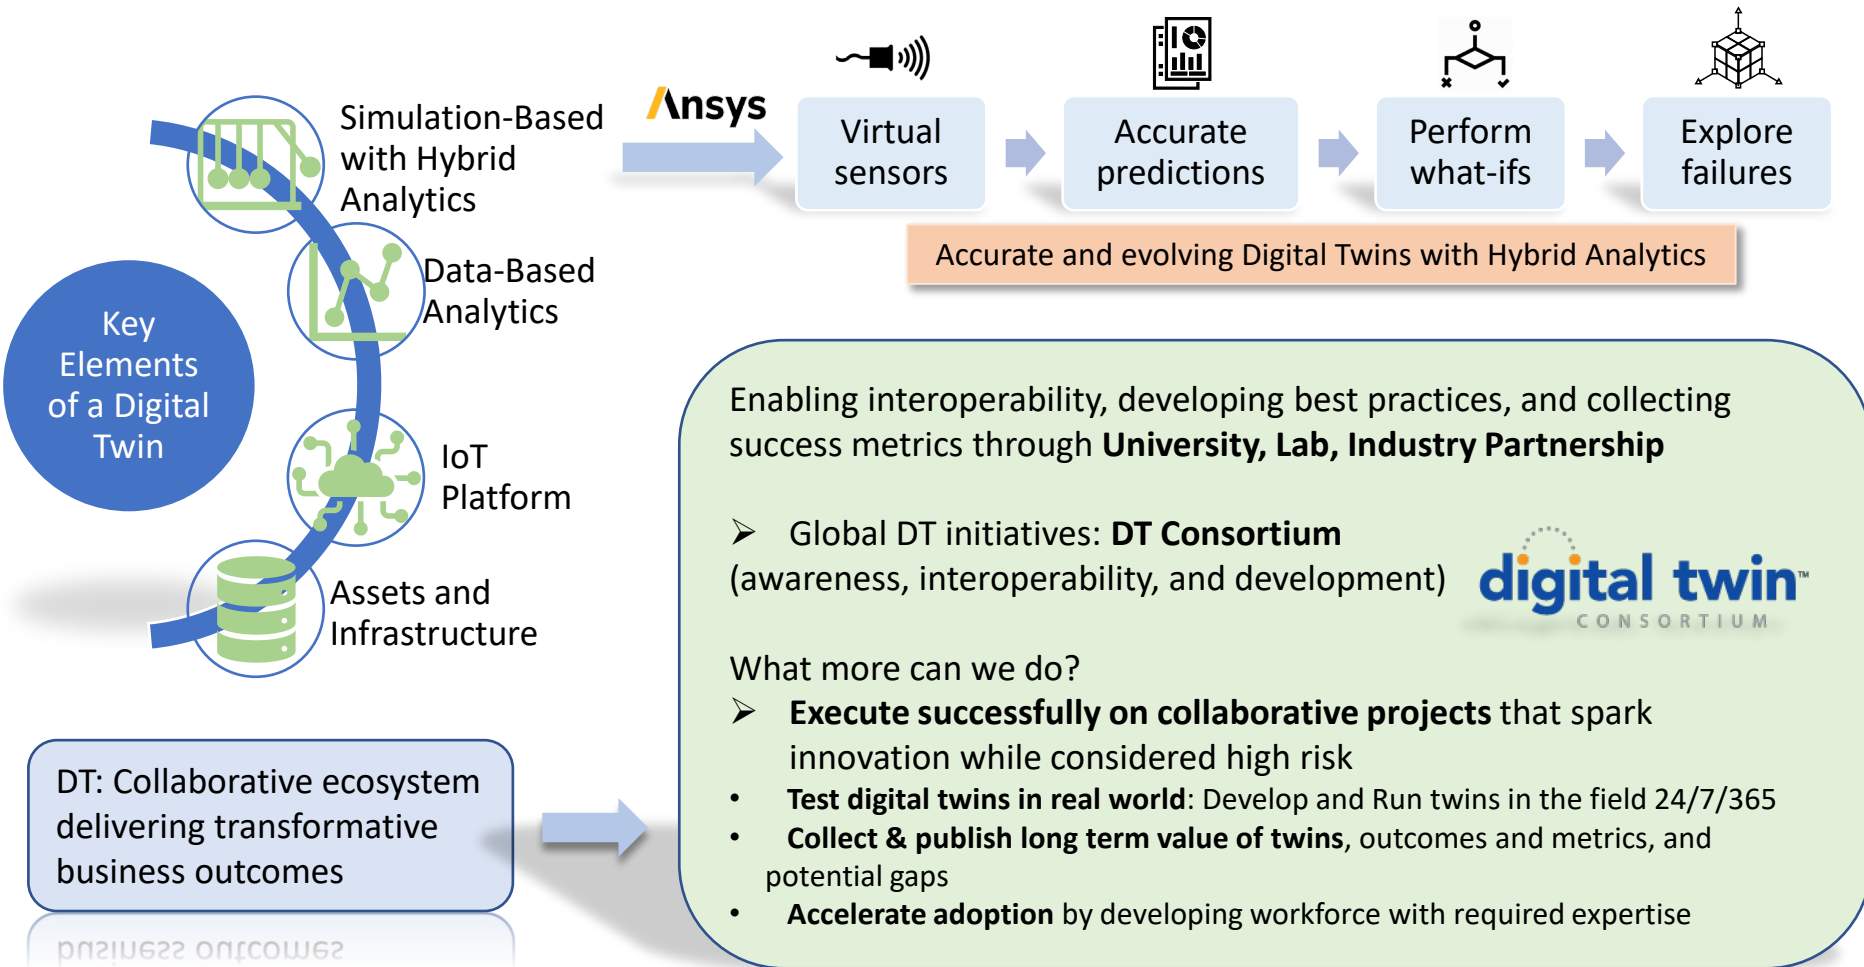 Key
Elements
of a Digital
Twin
Simulation-Based
with Hybrid
Analytics
Data-Based
Analytics
IoT
Platform
Assets and
Infrastructure
Ansys
Virtual
sensors
Accurate
predictions
Perform
what-ifs
Explore
failures
Accurate and evolving Digital Twins with Hybrid Analytics
DT: Collaborative ecosystem
delivering transformative
business outcomes
Enabling interoperability, developing best practices, and collecting
success metrics through University, Lab, Industry Partnership
➢ Global DT initiatives: DT Consortium
(awareness, interoperability, and development)
digital twin™
CONSORTIUM
What more can we do?
➢ Execute successfully on collaborative projects that spark
innovation while considered high risk
• Test digital twins in real world: Develop and Run twins in the field 24/7/365
• Collect & publish long term value of twins, outcomes and metrics, and
potential gaps
• Accelerate adoption by developing workforce with required expertise